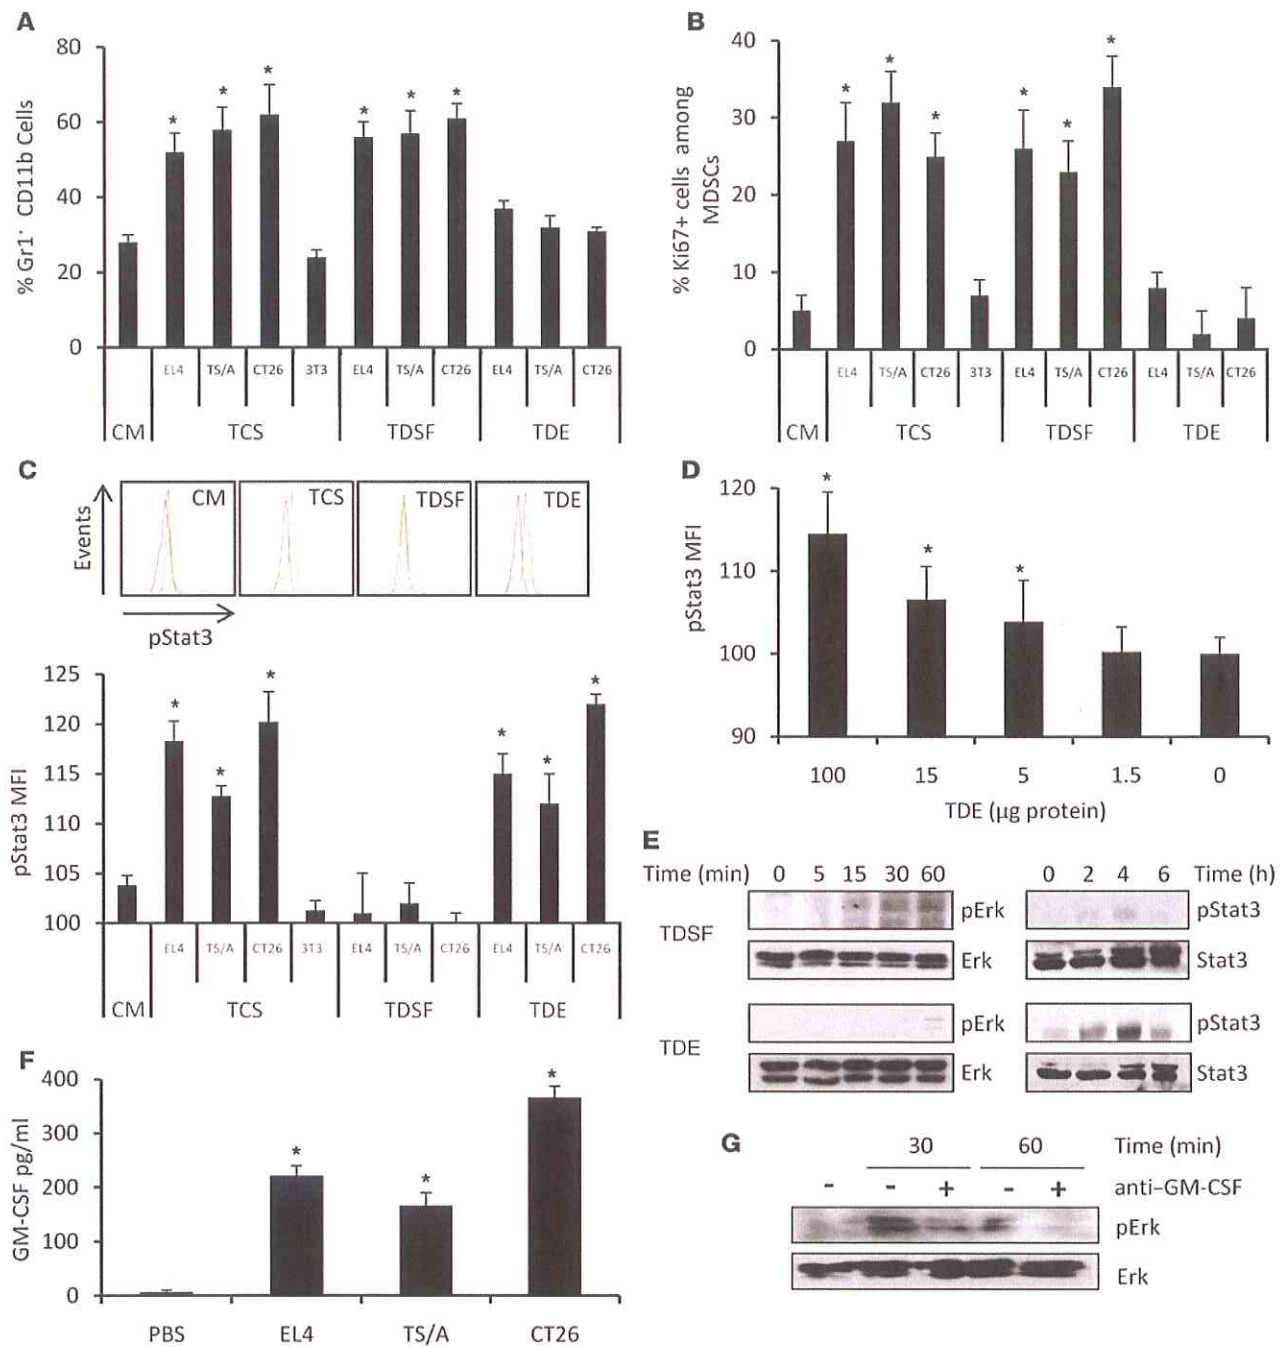 A
% Gr1+ CD11b Cells
80
60
40
20
0
EL4 TS/A CT26 3T3 EL4 TS/A CT26 EL4 TS/A CT26
CM TCS TDSF TDE
B
% Ki67+ cells among
MDSCs
40
30
20
10
0
EL4 TS/A CT26 3T3 EL4 TS/A CT26 EL4 TS/A CT26
CM TCS TDSF TDE
C
Events
CM TCS TDSF TDE
pStat3
pStat3 MFI
125
120
115
110
105
100
EL4 TS/A CT26 3T3 EL4 TS/A CT26 EL4 TS/A CT26
CM TCS TDSF TDE
D
pStat3 MFI
120
110
100
90
100 15 5 1.5 0
TDE (µg protein)
E
Time (min) 0 5 15 30 60
0 2 4 6 Time (h)
TDSF
pErk
Erk
pStat3
Stat3
TDE
pErk
Erk
pStat3
Stat3
F
GM-CSF pg/ml
400
300
200
100
0
PBS EL4 TS/A CT26
G
30 60 Time (min)
- - + - + anti–GM-CSF
pErk
Erk